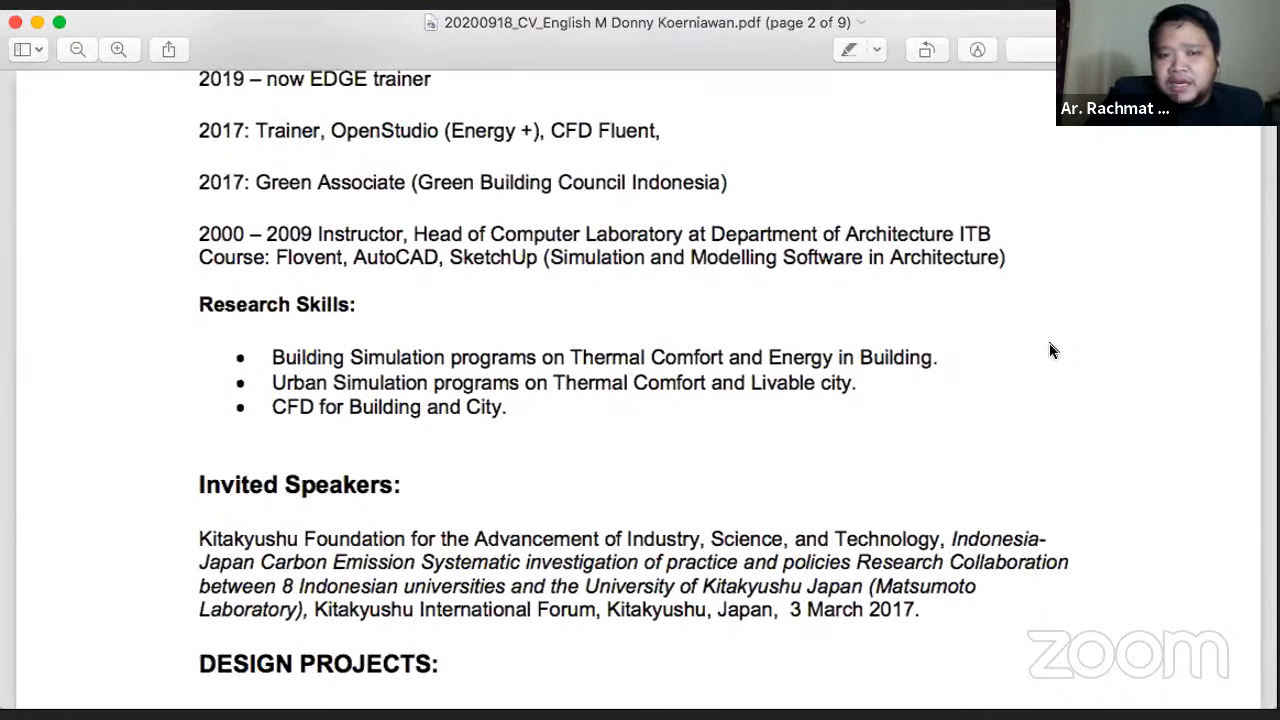 20200918_CV_English M Donny Koerniawan.pdf (page 2 of 9)
Ar. Rachmat ...
2019 – now EDGE trainer
2017: Trainer, OpenStudio (Energy +), CFD Fluent,
2017: Green Associate (Green Building Council Indonesia)
2000 – 2009 Instructor, Head of Computer Laboratory at Department of Architecture ITB
Course: Flovent, AutoCAD, SketchUp (Simulation and Modelling Software in Architecture)
Research Skills:
• Building Simulation programs on Thermal Comfort and Energy in Building.
• Urban Simulation programs on Thermal Comfort and Livable city.
• CFD for Building and City.
Invited Speakers:
Kitakyushu Foundation for the Advancement of Industry, Science, and Technology, Indonesia-
Japan Carbon Emission Systematic investigation of practice and policies Research Collaboration
between 8 Indonesian universities and the University of Kitakyushu Japan (Matsumoto
Laboratory), Kitakyushu International Forum, Kitakyushu, Japan, 3 March 2017.
DESIGN PROJECTS:
zoom